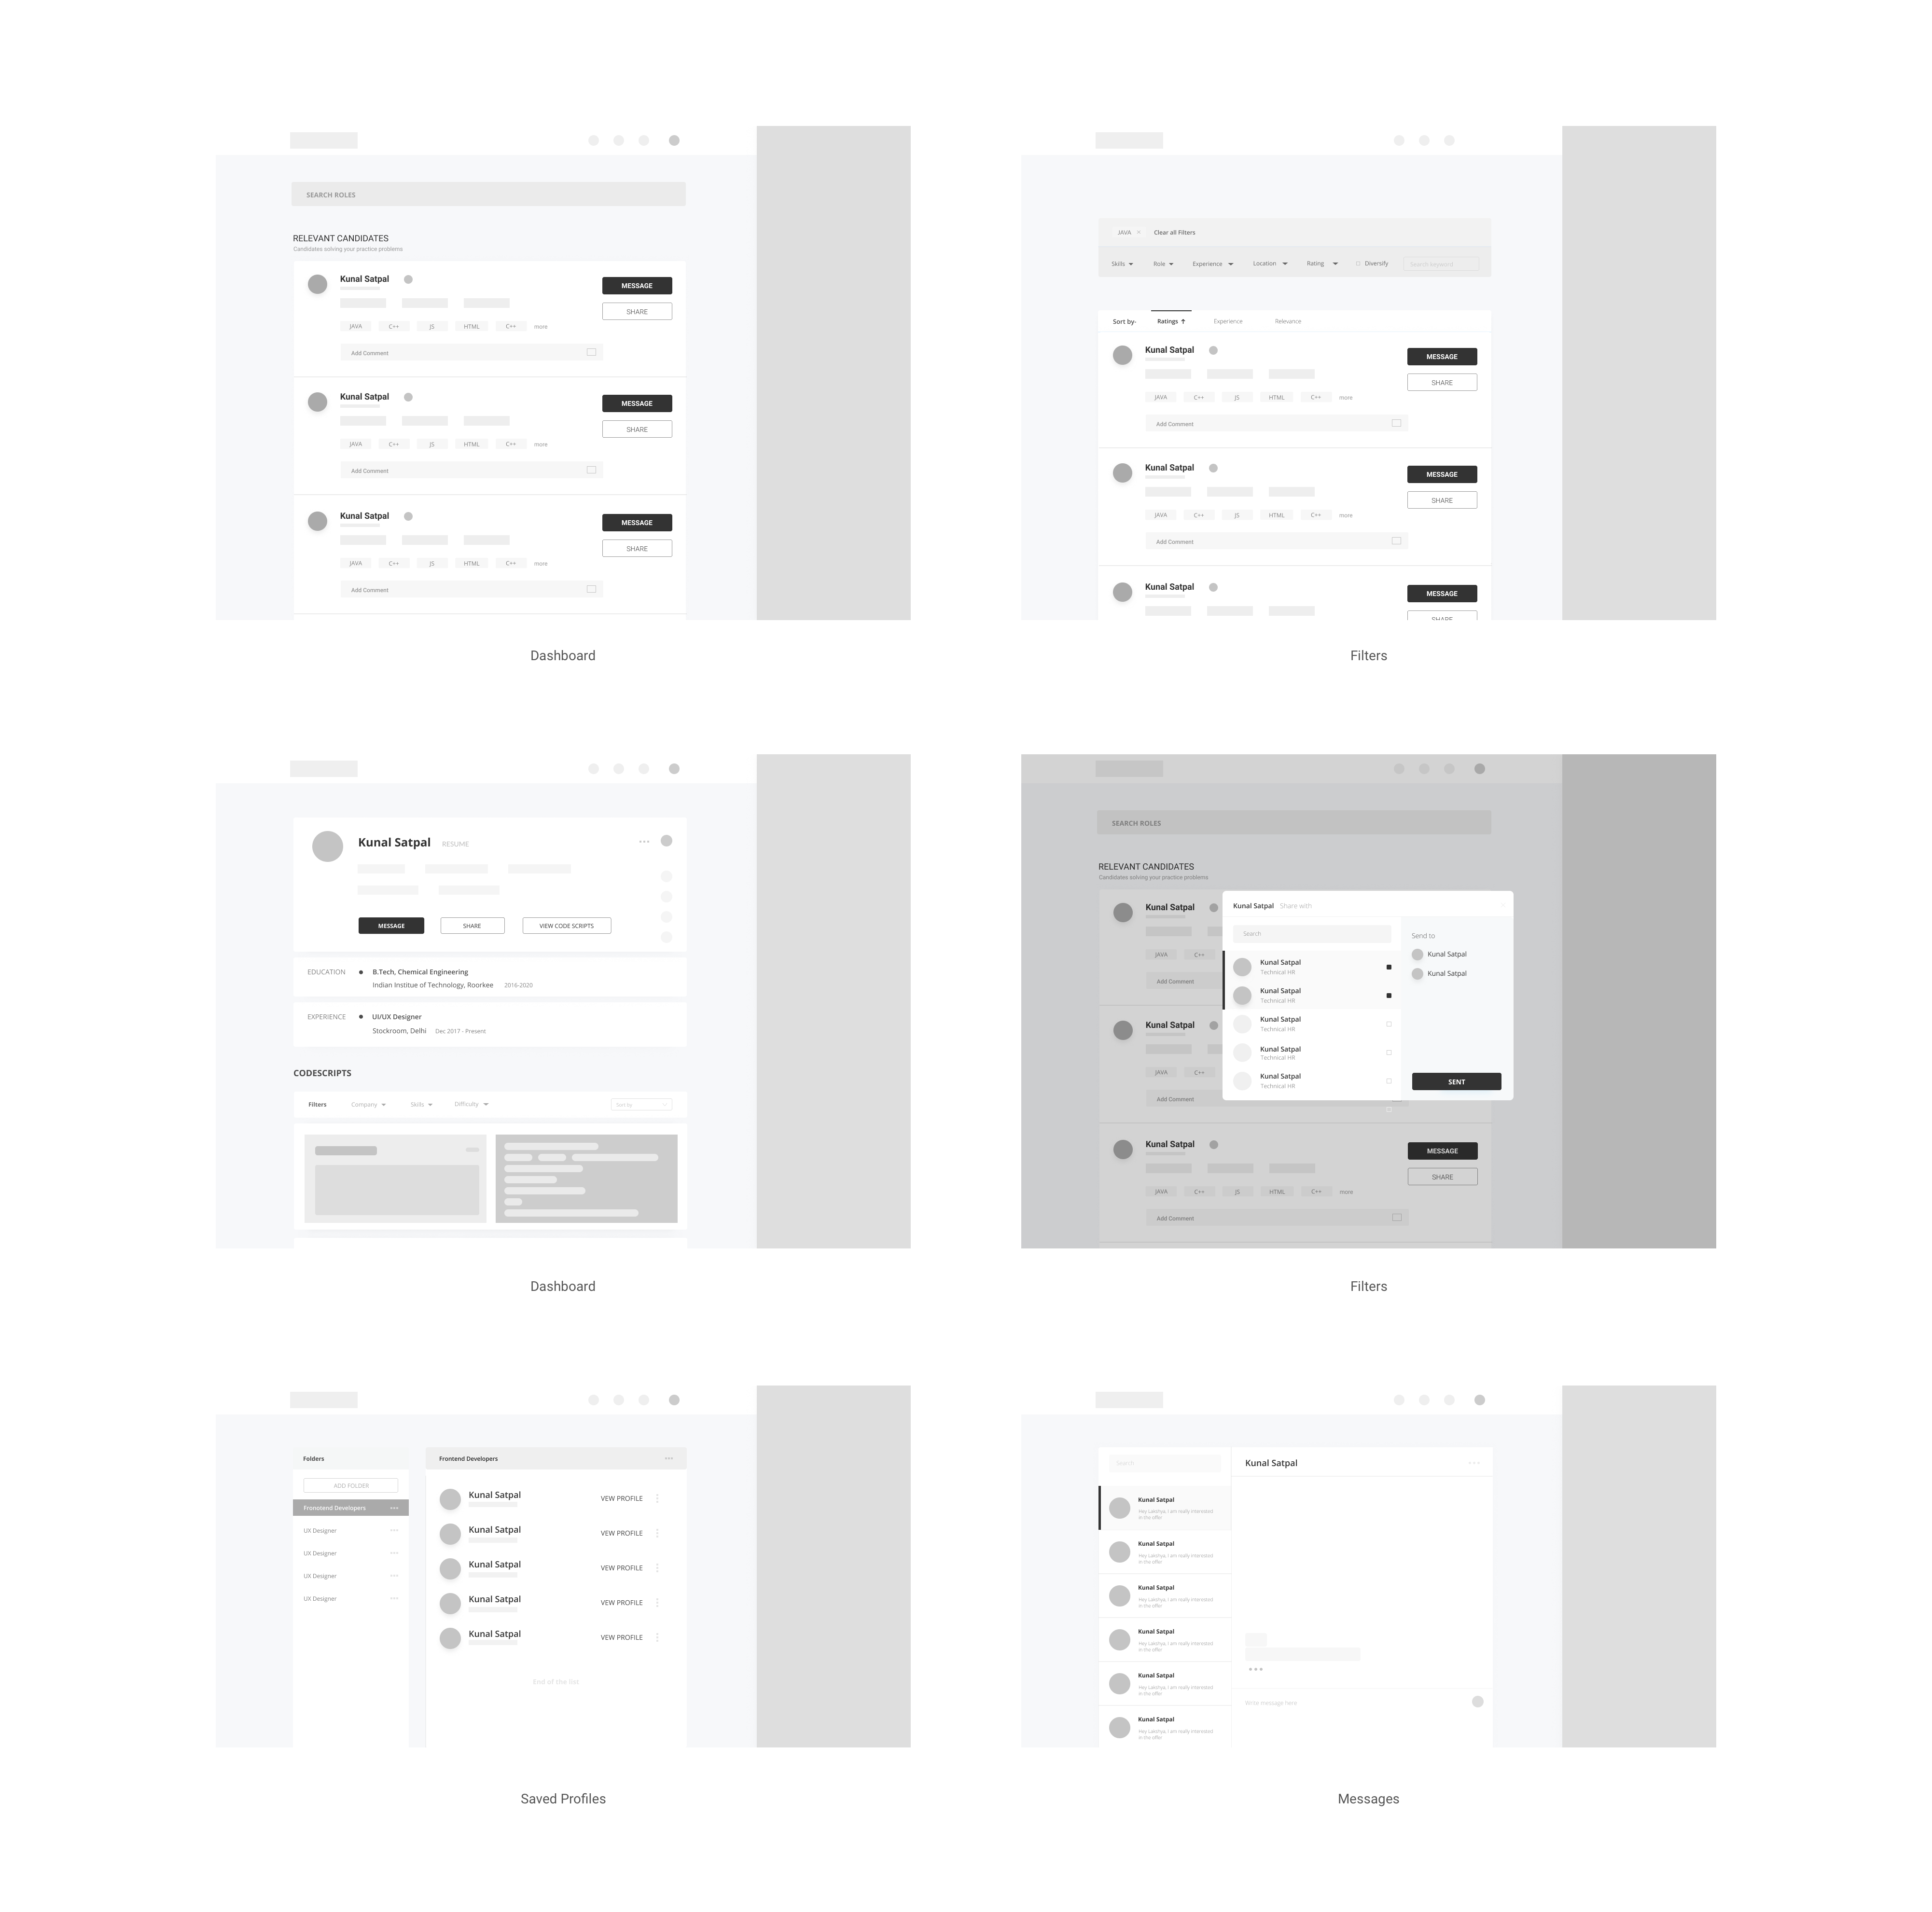 SEARCH ROLES
RELEVANT CANDIDATES
Candidates solving your practice problems
Kunal Satpal
MESSAGE
SHARE
JAVA C++ JS HTML C++ more
Add Comment
Kunal Satpal
MESSAGE
SHARE
JAVA C++ JS HTML C++ more
Add Comment
Kunal Satpal
MESSAGE
SHARE
JAVA C++ JS HTML C++ more
Add Comment
Dashboard
JAVA × Clear all Filters
Skills Role Experience Location Rating Diversify Search keyword
Sort by- Ratings Experience Relevance
Kunal Satpal
MESSAGE
SHARE
JAVA C++ JS HTML C++ more
Add Comment
Kunal Satpal
MESSAGE
SHARE
JAVA C++ JS HTML C++ more
Add Comment
Kunal Satpal
MESSAGE
SHARE
Filters
Kunal Satpal RESUME
MESSAGE SHARE VIEW CODE SCRIPTS
EDUCATION B.Tech, Chemical Engineering
Indian Institue of Technology, Roorkee 2016-2020
EXPERIENCE UI/UX Designer
Stockroom, Delhi Dec 2017 - Present
CODESCRIPTS
Filters Company Skills Difficulty Sort by
Dashboard
SEARCH ROLES
RELEVANT CANDIDATES
Candidates solving your practice problems
Kunal Satpal
JAVA C++
Add Comment
Kunal Satpal
JAVA C++
Add Comment
Kunal Satpal
MESSAGE
SHARE
JAVA C++ JS HTML C++ more
Add Comment
Kunal Satpal Share with
Search
Kunal Satpal
Technical HR
Kunal Satpal
Technical HR
Kunal Satpal
Technical HR
Kunal Satpal
Technical HR
Kunal Satpal
Technical HR
Send to
Kunal Satpal
Kunal Satpal
SENT
Filters
Folders
ADD FOLDER
Fronotend Developers
UX Designer
UX Designer
UX Designer
UX Designer
Frontend Developers
Kunal Satpal VEW PROFILE
Kunal Satpal VEW PROFILE
Kunal Satpal VEW PROFILE
Kunal Satpal VEW PROFILE
Kunal Satpal VEW PROFILE
End of the list
Saved Profiles
Search
Kunal Satpal
Hey Lakshya, I am really interested
in the offer
Kunal Satpal
Hey Lakshya, I am really interested
in the offer
Kunal Satpal
Hey Lakshya, I am really interested
in the offer
Kunal Satpal
Hey Lakshya, I am really interested
in the offer
Kunal Satpal
Hey Lakshya, I am really interested
in the offer
Kunal Satpal
Hey Lakshya, I am really interested
in the offer
Kunal Satpal
Write message here
Messages